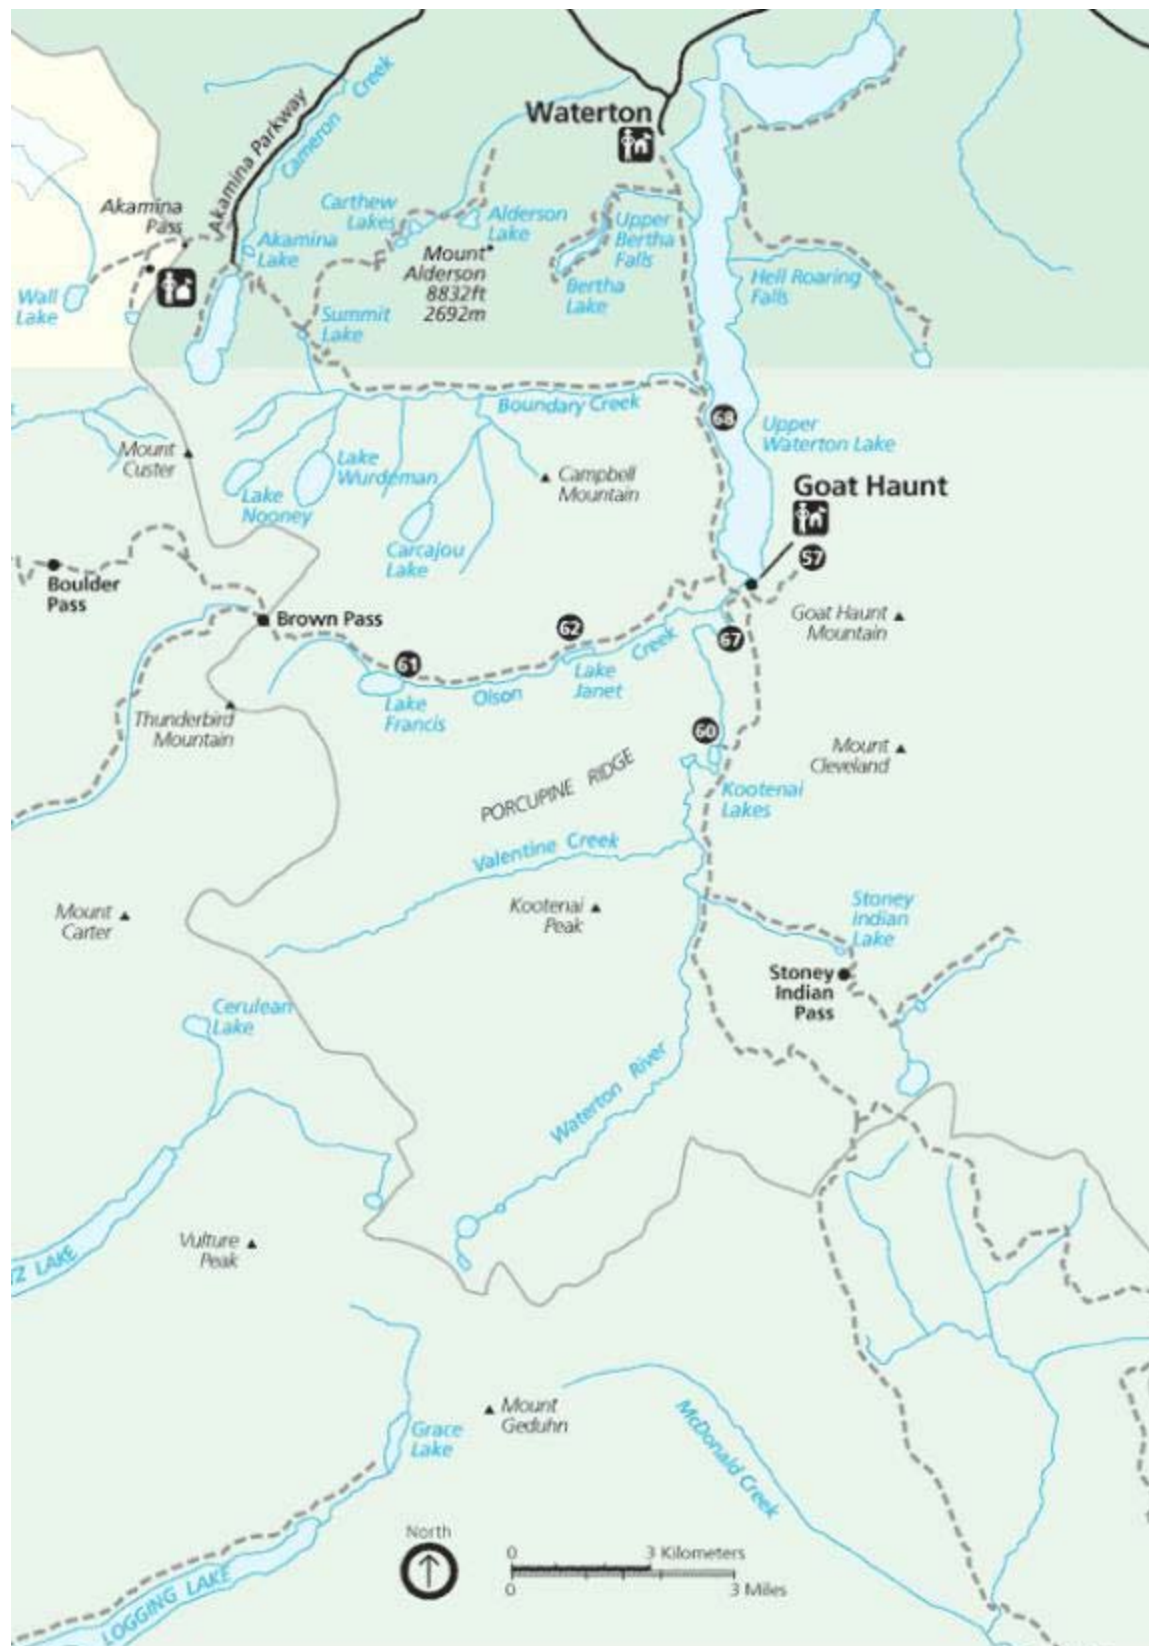 Creek
Cameron
Akamina Parkway
Waterton
Akamina
Pass
Carthew
Lakes
Alderson
Lake
Akamina
Lake
Mount
Alderson
8832ft
2692m
Upper
Bertha
Falls
Bertha
Lake
Hell Roaring
Falls
Wall
Lake
Summit
Lake
Boundary Creek
68
Upper
Waterton Lake
Mount
Custer
Lake
Wurdeman
Lake
Nooney
Campbell
Mountain
Goat Haunt
Carcajou
Lake
57
Boulder
Pass
Brown Pass
62
Goat Haunt
Mountain
67
61
Creek
Lake
Janet
Olson
Lake
Francis
Thunderbird
Mountain
60
Mount
Cleveland
PORCUPINE RIDGE
Kootenai
Lakes
Valentine Creek
Mount
Carter
Kootenai
Peak
Stoney
Indian
Lake
Stoney
Indian
Pass
Cerulean
Lake
Waterton River
Vulture
Peak
TZ LAKE
Mount
Geduhn
Grace
Lake
McDonald Creek
North
0 3 Kilometers
0 3 Miles
LOGGING LAKE